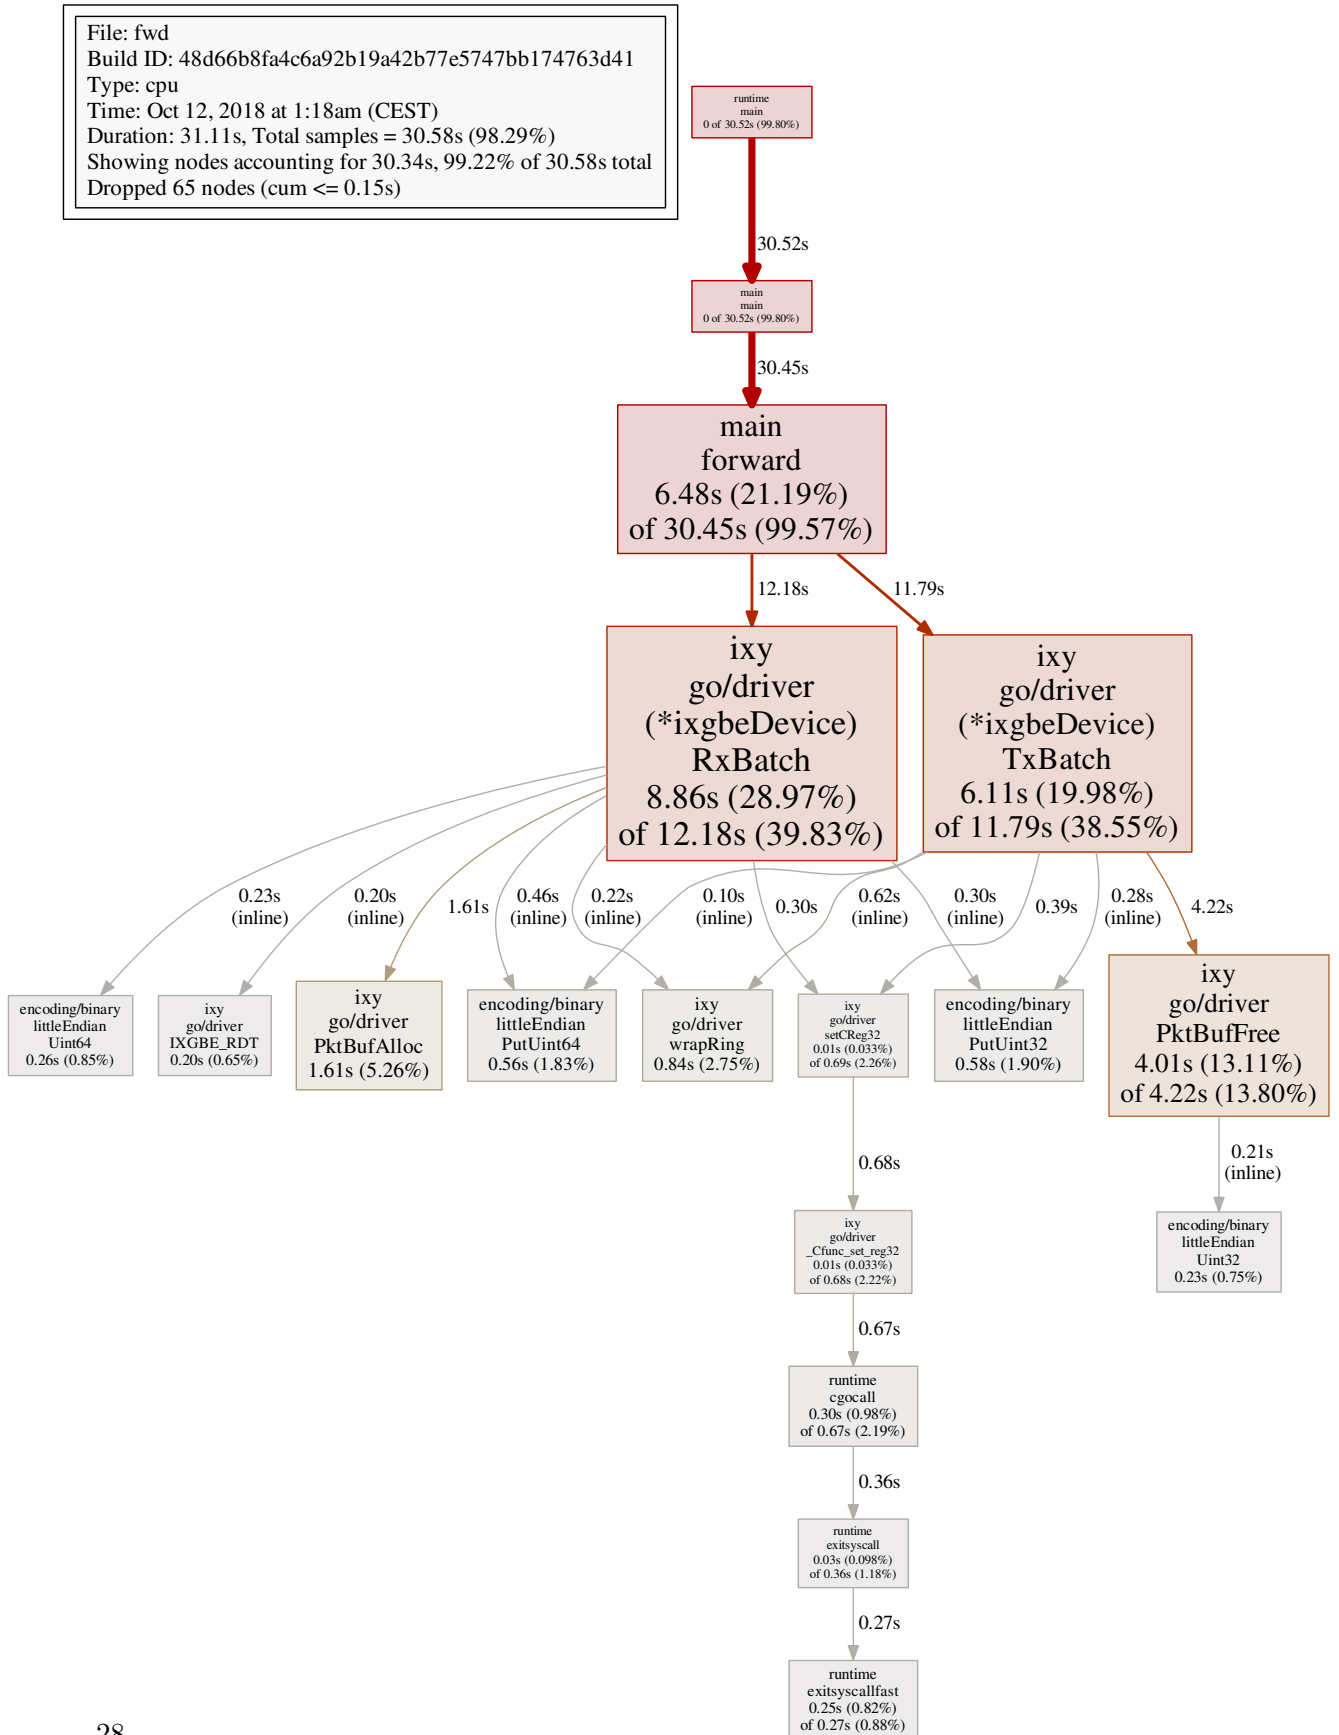 File: fwd
Build ID: 48d66b8fa4c6a92b19a42b77e5747bb174763d41
Type: cpu
Time: Oct 12, 2018 at 1:18am (CEST)
Duration: 31.11s, Total samples = 30.58s (98.29%)
Showing nodes accounting for 30.34s, 99.22% of 30.58s total
Dropped 65 nodes (cum <= 0.15s)
runtime
main
0 of 30.52s (99.80%)
30.52s
main
main
0 of 30.52s (99.80%)
30.45s
main
forward
6.48s (21.19%)
of 30.45s (99.57%)
12.18s
11.79s
ixy
go/driver
(*ixgbeDevice)
RxBatch
8.86s (28.97%)
of 12.18s (39.83%)
ixy
go/driver
(*ixgbeDevice)
TxBatch
6.11s (19.98%)
of 11.79s (38.55%)
0.23s
(inline)
0.20s
(inline)
1.61s
0.46s
(inline)
0.22s
(inline)
0.10s
(inline)
0.30s
0.62s
(inline)
0.30s
(inline)
0.39s
0.28s
(inline)
4.22s
encoding/binary
littleEndian
Uint64
0.26s (0.85%)
ixy
go/driver
IXGBE_RDT
0.20s (0.65%)
ixy
go/driver
PktBufAlloc
1.61s (5.26%)
encoding/binary
littleEndian
PutUint64
0.56s (1.83%)
ixy
go/driver
wrapRing
0.84s (2.75%)
ixy
go/driver
setCReg32
0.01s (0.033%)
of 0.69s (2.26%)
encoding/binary
littleEndian
PutUint32
0.58s (1.90%)
ixy
go/driver
PktBufFree
4.01s (13.11%)
of 4.22s (13.80%)
0.68s
0.21s
(inline)
ixy
go/driver
_Cfunc_set_reg32
0.01s (0.033%)
of 0.68s (2.22%)
encoding/binary
littleEndian
Uint32
0.23s (0.75%)
0.67s
runtime
cgocall
0.30s (0.98%)
of 0.67s (2.19%)
0.36s
runtime
exitsyscall
0.03s (0.098%)
of 0.36s (1.18%)
0.27s
runtime
exitsyscallfast
0.25s (0.82%)
of 0.27s (0.88%)
28